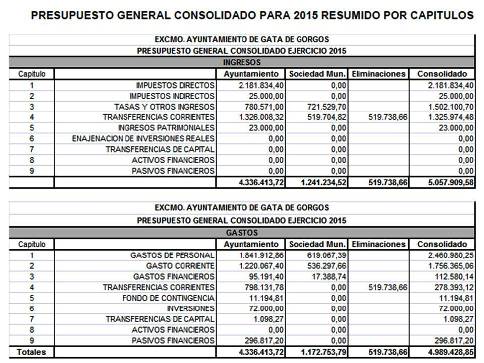 PRESUPUESTO GENERAL CONSOLIDADO PARA 2015 RESUMIDO POR CAPITULOS
EXCMO. AYUNTAMIENTO DE GATA DE GORGOS
PRESUPUESTO GENERAL CONSOLIDADO EJERCICIO 2015
INGRESOS
Capitulo Ayuntamiento Sociedad Mun. Eliminaciones Consolidado
1 IMPUESTOS DIRECTOS 2.181.834,40 0,00 2.181.834,40
2 IMPUESTOS INDIRECTOS 25.000,00 0,00 25.000,00
3 TASAS Y OTROS INGRESOS 780.571,00 721.529,70 1.502.100,70
4 TRANSFERENCIAS CORRIENTES 1.326.008,32 519.704,82 519.738,66 1.325.974,48
5 INGRESOS PATRIMONIALES 23.000,00 0,00 23.000,00
6 ENAJENACION DE INVERSIONES REALES 0,00 0,00 0,00
7 TRANSFERENCIAS DE CAPITAL 0,00 0,00 0,00
8 ACTIVOS FINANCIEROS 0,00 0,00 0,00
9 PASIVOS FINANCIEROS 0,00 0,00 0,00
4.336.413,72 1.241.234,52 519.738,66 5.057.909,58
EXCMO. AYUNTAMIENTO DE GATA DE GORGOS
PRESUPUESTO GENERAL CONSOLIDADO EJERCICIO 2015
GASTOS
Capitulo Ayuntamiento Sociedad Mun. Eliminaciones Consolidado
1 GASTOS DE PERSONAL 1.841.912,86 619.067,39 2.460.980,25
2 GASTO CORRIENTE 1.220.067,40 536.297,66 1.756.365,06
3 GASTOS FINANCIEROS 95.191,40 17.388,74 112.580,14
4 TRANSFERENCIAS CORRIENTES 798.131,78 0,00 519.738,66 278.393,12
5 FONDO DE CONTINGENCIA 11.194,81 0,00 11.194,81
6 INVERSIONES 72.000,00 0,00 72.000,00
7 TRANSFERENCIAS DE CAPITAL 1.098,27 0,00 1.098,27
8 ACTIVOS FINANCIEROS 0,00 0,00 0,00
9 PASIVOS FINANCIEROS 296.817,20 0,00 296.817,20
Totales 4.336.413,72 1.172.753,79 519.738,66 4.989.428,85